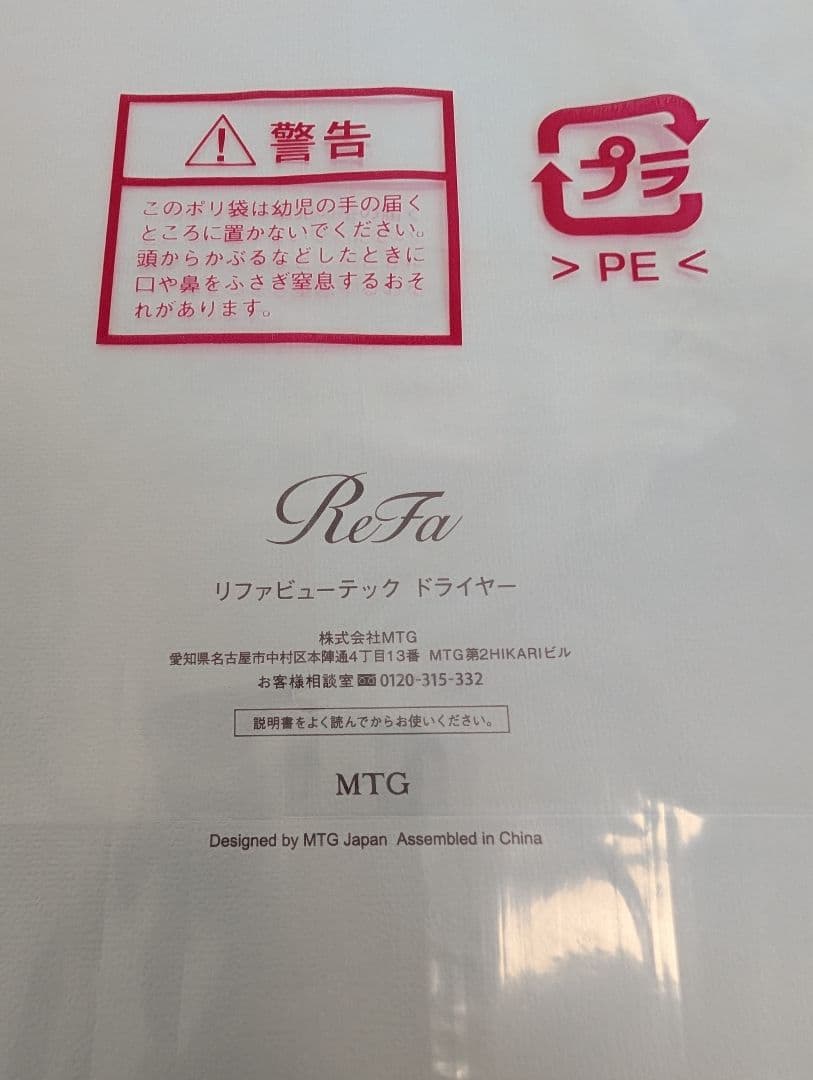 警告
このポリ袋は幼児の手の届く
ところに置かないでください。
頭からかぶるなどしたときに
口や鼻をふさぎ窒息するおそ
れがあります。
プラ
> PE <
ReFa
リファビューテック ドライヤー
株式会社MTG
愛知県名古屋市中村区本陣通4丁目13番 MTG第2HIKARIビル
お客様相談室 0120-315-332
説明書をよく読んでからお使いください。
MTG
Designed by MTG Japan Assembled in China